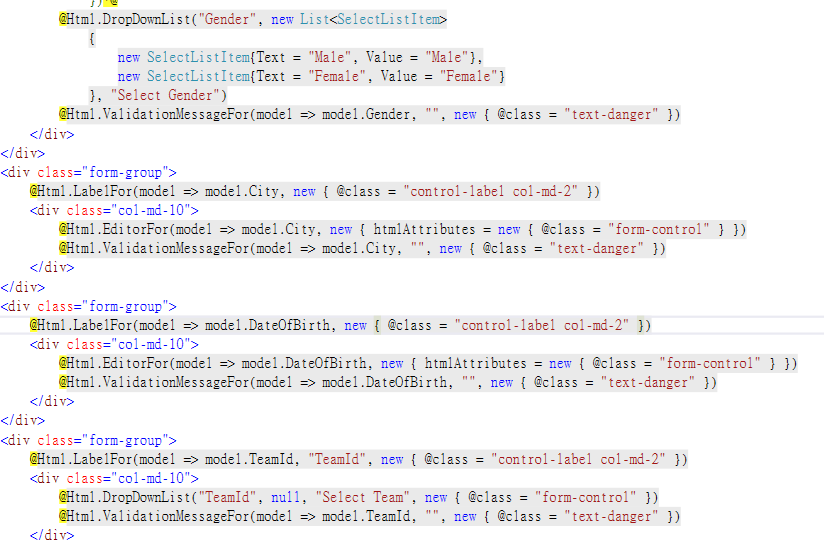 })*@
@Html.DropDownList("Gender", new List<SelectListItem>
{
new SelectListItem{Text = "Male", Value = "Male"},
new SelectListItem{Text = "Female", Value = "Female"}
}, "Select Gender")
@Html.ValidationMessageFor(model => model.Gender, "", new { @class = "text-danger" })
</div>
</div>
<div class="form-group">
@Html.LabelFor(model => model.City, new { @class = "control-label col-md-2" })
<div class="col-md-10">
@Html.EditorFor(model => model.City, new { htmlAttributes = new { @class = "form-control" } })
@Html.ValidationMessageFor(model => model.City, "", new { @class = "text-danger" })
</div>
</div>
<div class="form-group">
@Html.LabelFor(model => model.DateOfBirth, new { @class = "control-label col-md-2" })
<div class="col-md-10">
@Html.EditorFor(model => model.DateOfBirth, new { htmlAttributes = new { @class = "form-control" } })
@Html.ValidationMessageFor(model => model.DateOfBirth, "", new { @class = "text-danger" })
</div>
</div>
<div class="form-group">
@Html.LabelFor(model => model.TeamId, "TeamId", new { @class = "control-label col-md-2" })
<div class="col-md-10">
@Html.DropDownList("TeamId", null, "Select Team", new { @class = "form-control" })
@Html.ValidationMessageFor(model => model.TeamId, "", new { @class = "text-danger" })
</div>